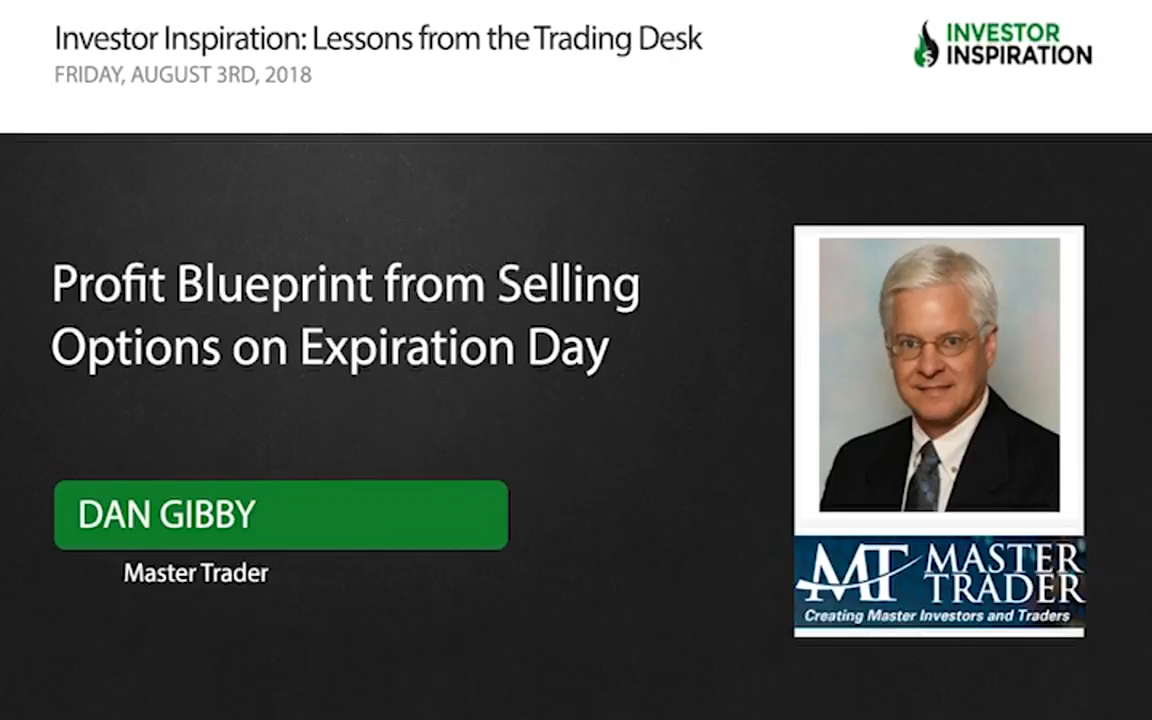 Investor Inspiration: Lessons from the Trading Desk
FRIDAY, AUGUST 3RD, 2018
INVESTOR
INSPIRATION
Profit Blueprint from Selling
Options on Expiration Day
DAN GIBBY
Master Trader
MT MASTER
TRADER
Creating Master Investors and Traders